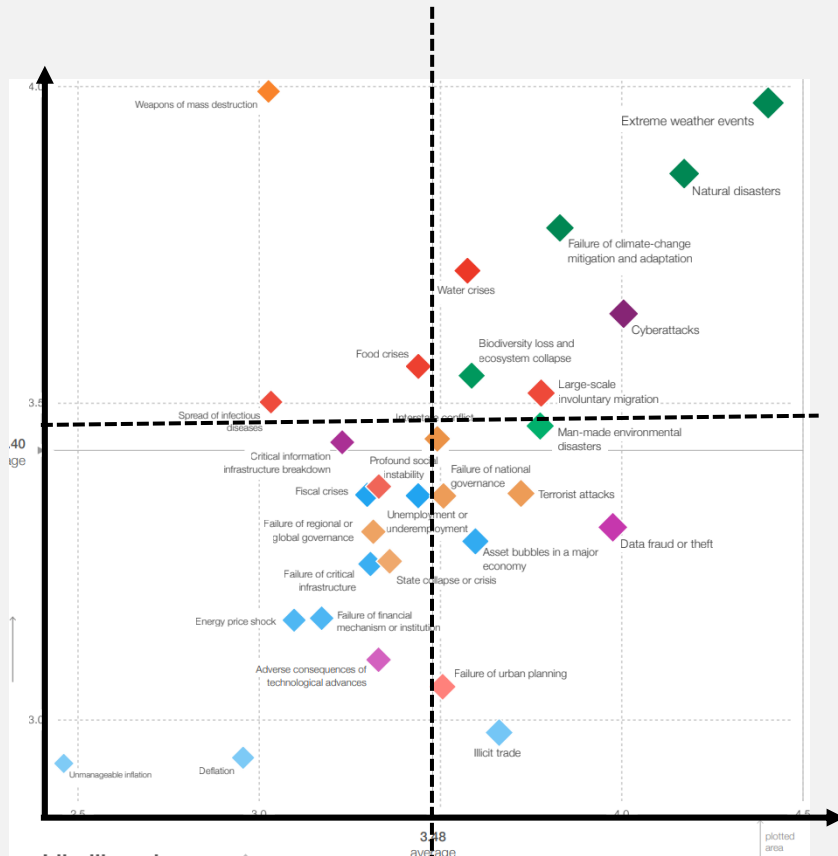 4.0
Weapons of mass destruction
Extreme weather events
Natural disasters
Failure of climate-change
mitigation and adaptation
Water crises
Cyberattacks
Biodiversity loss and
ecosystem collapse
Food crises
Large-scale
involuntary migration
3.5
Spread of infectious
diseases
Interstate conflict
Man-made environmental
disasters
.40
Critical information
infrastructure breakdown
Profound social
instability
Failure of national
governance
Fiscal crises
Terrorist attacks
Unemployment or
underemployment
Failure of regional or
global governance
Data fraud or theft
Asset bubbles in a major
economy
Failure of critical
infrastructure
State collapse or crisis
Energy price shock
Failure of financial
mechanism or institution
Adverse consequences of
technological advances
Failure of urban planning
3.0
Illicit trade
Unmanageable inflation
Deflation
2.5
3.0
4.0
4.5
3.48
average
plotted
area